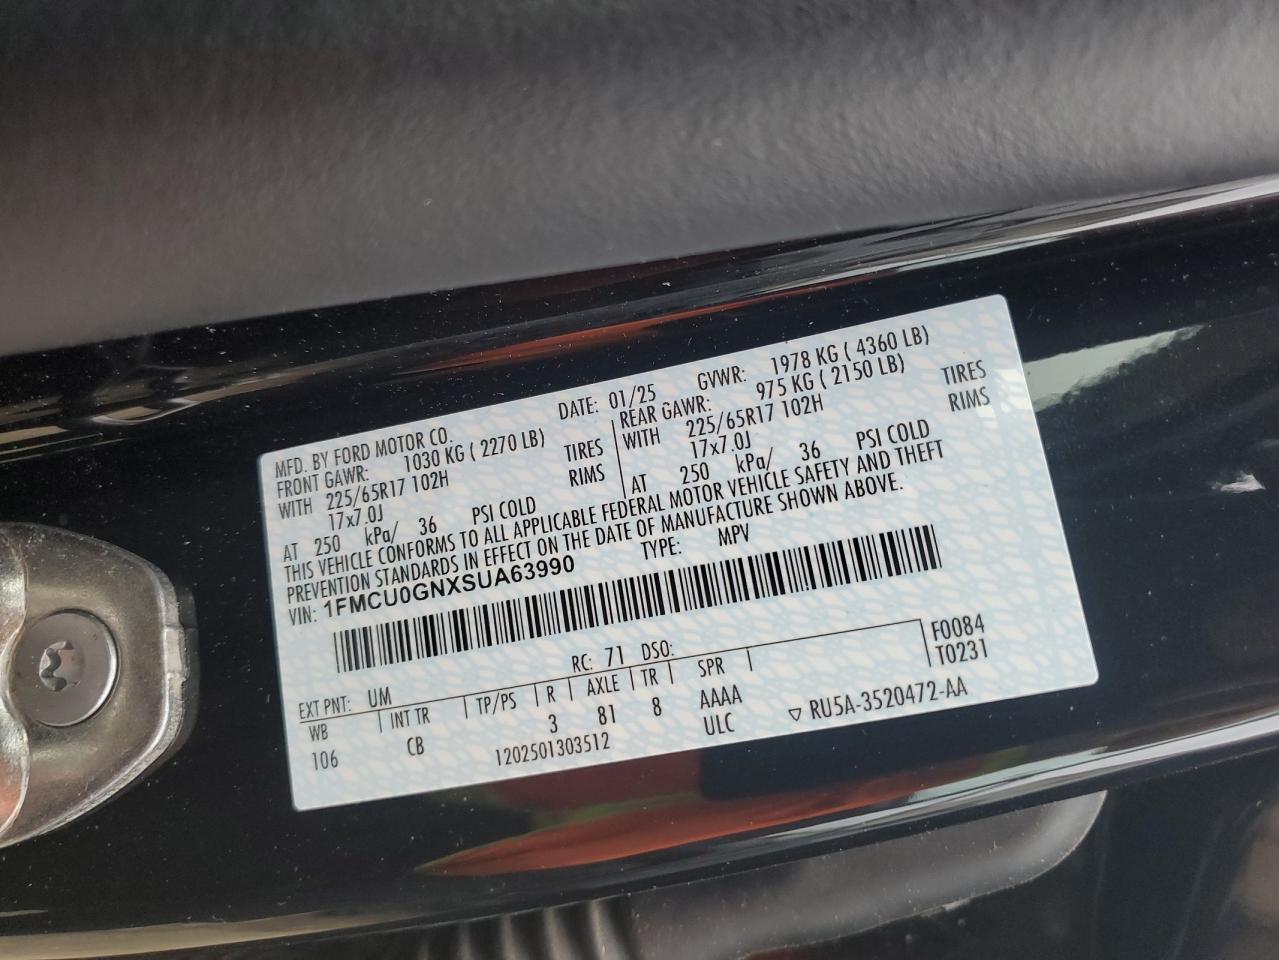 MFD. BY FORD MOTOR CO. DATE: 01/25 GVWR: 1978 KG ( 4360 LB)
FRONT GAWR: 1030 KG ( 2270 LB) REAR GAWR: 975 KG ( 2150 LB)
WITH 225/65R17 102H TIRES WITH 225/65R17 102H TIRES
17x7.0J RIMS 17x7.0J RIMS
AT 250 kPa/ 36 PSI COLD AT 250 kPa/ 36 PSI COLD
THIS VEHICLE CONFORMS TO ALL APPLICABLE FEDERAL MOTOR VEHICLE SAFETY AND THEFT
PREVENTION STANDARDS IN EFFECT ON THE DATE OF MANUFACTURE SHOWN ABOVE.
VIN: 1FMCU0GNXSUA63990 TYPE: MPV
EXT PNT: UM RC: 71 DSO: F0084
WB INT TR TP/PS R AXLE TR SPR T0231
106 CB 3 81 8 AAAA
1202501303512 ULC RU5A-3520472-AA